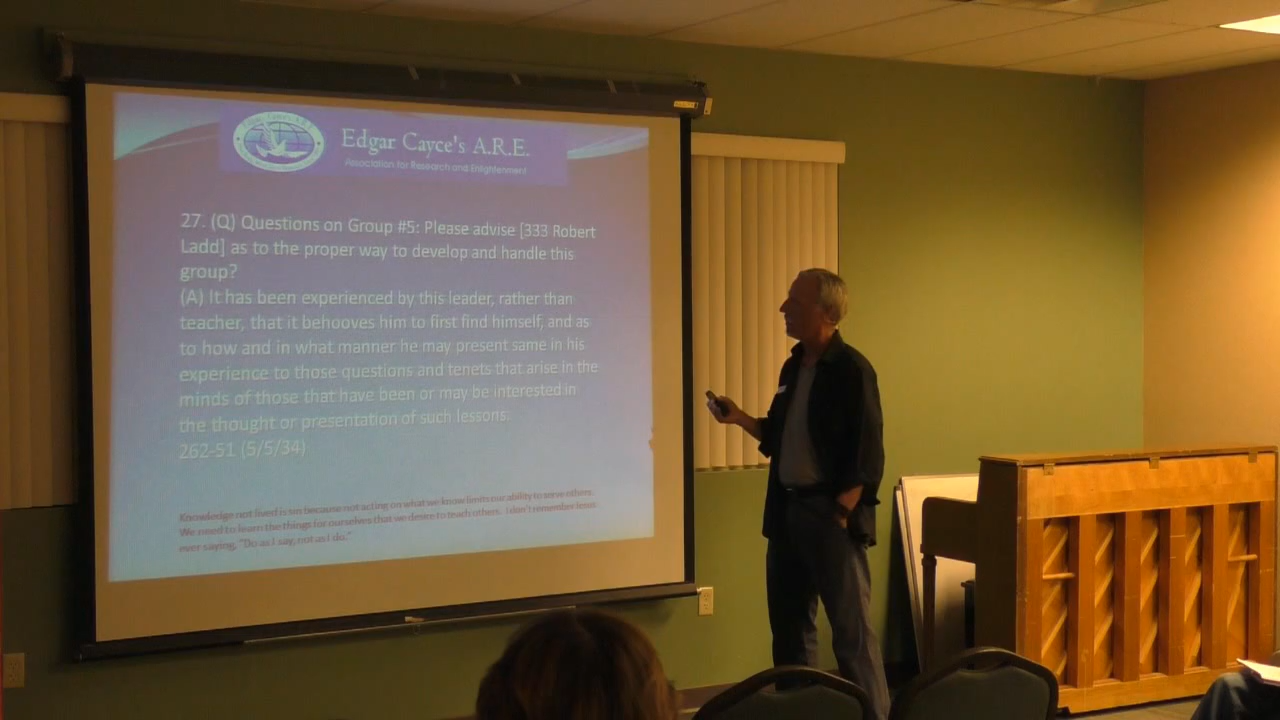 Edgar Cayce's A.R.E.
Association for Research and Enlightenment
27. (Q) Questions on Group #5: Please advise [333 Robert
Ladd] as to the proper way to develop and handle this
group?
(A) It has been experienced by this leader, rather than
teacher, that it behooves him to first find himself, and as
to how and in what manner he may present same in his
experience to those questions and tenets that arise in the
minds of those that have been or may be interested in
the thought or presentation of such lessons.
262-51 (5/5/34)
Knowledge not lived is sin because not acting on what we know limits our ability to serve others.
We need to learn the things for ourselves that we desire to teach others. I don't remember Jesus
ever saying, "Do as I say, not as I do."